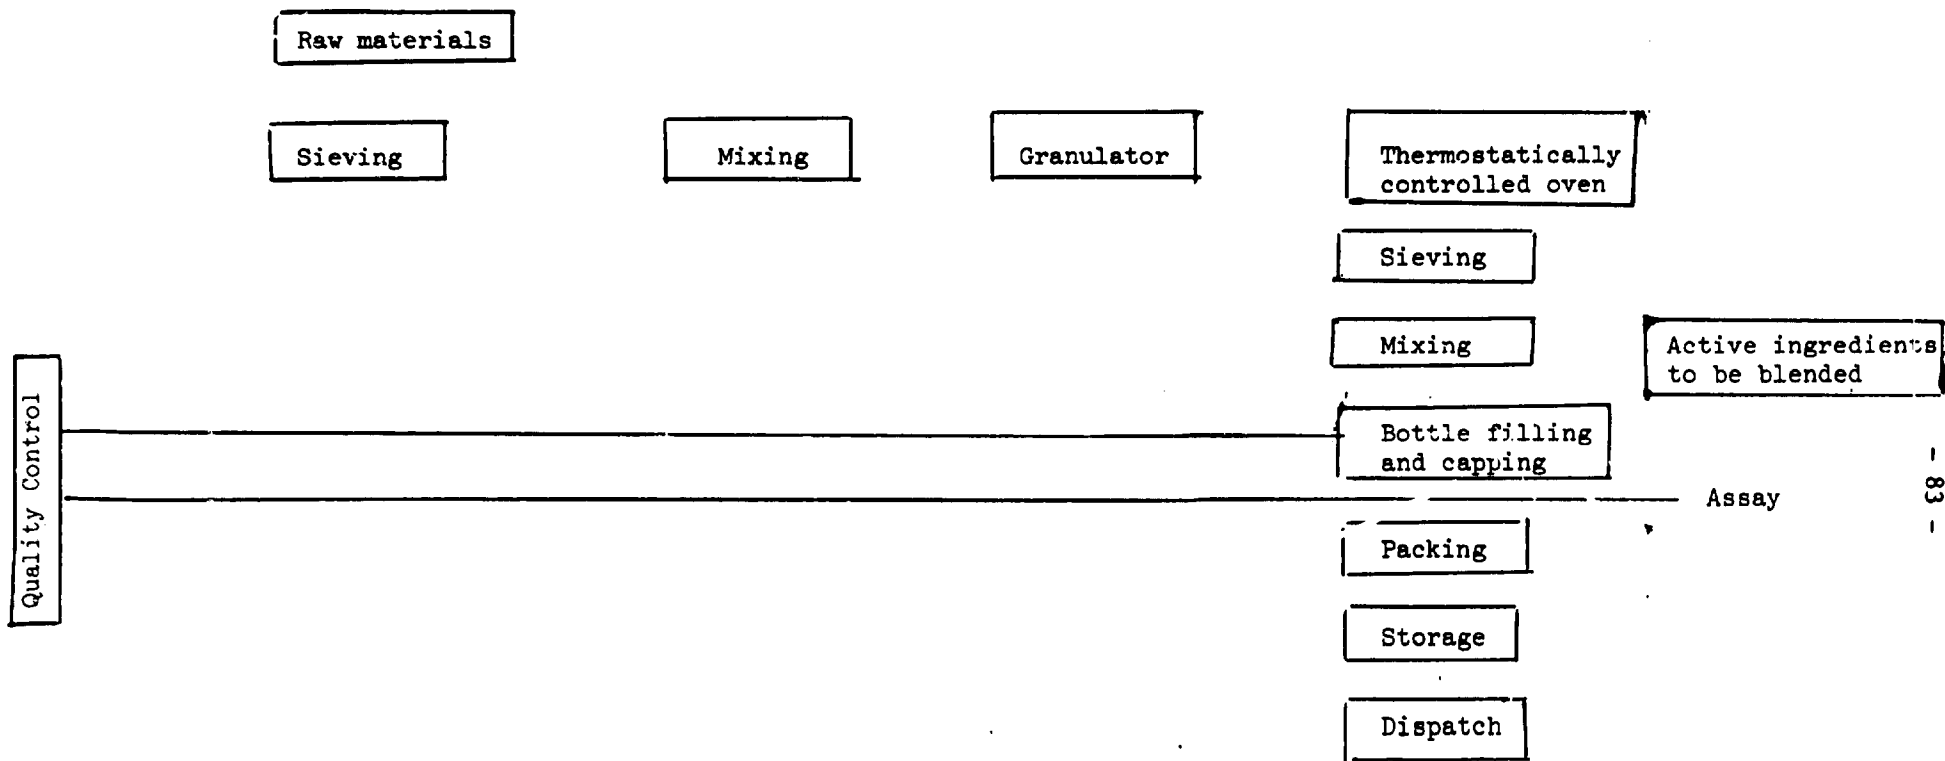 Raw materials
Sieving
Mixing
Granulator
Thermostatically
controlled oven
Sieving
Mixing
Active ingredients
to be blended
Quality Control
Bottle filling
and capping
Assay
Packing
Storage
Dispatch
- 83 -